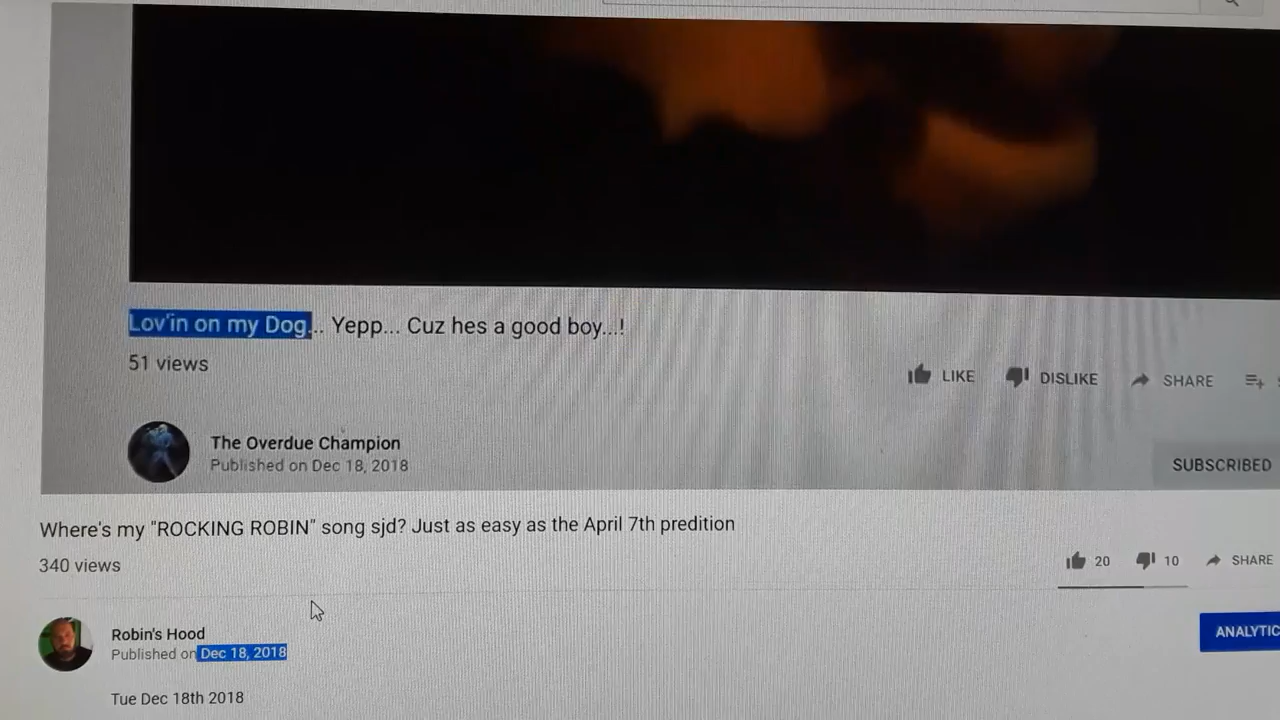 Lov'in on my Dog... Yepp... Cuz hes a good boy...!
51 views
LIKE DISLIKE SHARE
The Overdue Champion
Published on Dec 18, 2018
SUBSCRIBED
Where's my "ROCKING ROBIN" song sjd? Just as easy as the April 7th predition
340 views
20 10 SHARE
Robin's Hood
Published on Dec 18, 2018
ANALYTIC
Tue Dec 18th 2018